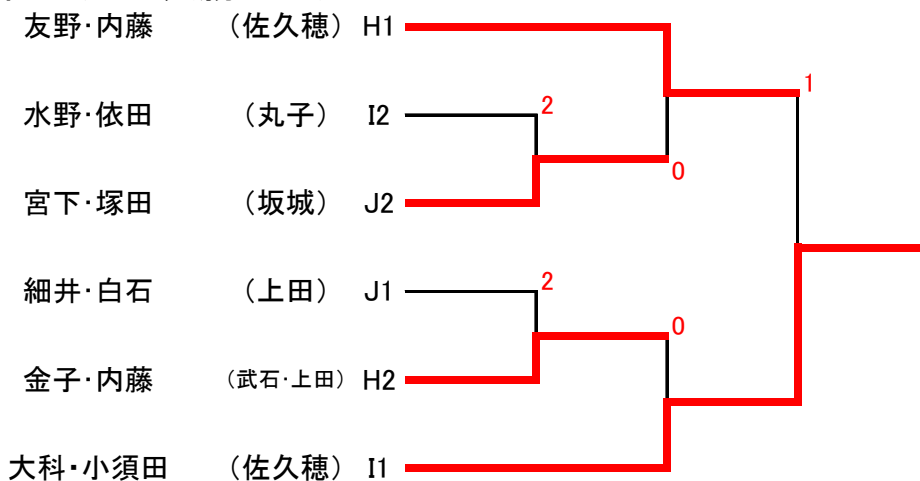 友野・内藤 （佐久穂） H1
1
水野・依田 （丸子） I2
2
0
宮下・塚田 （坂城） J2
細井・白石 （上田） J1
2
0
金子・内藤 （武石・上田） H2
大科・小須田 （佐久穂） I1